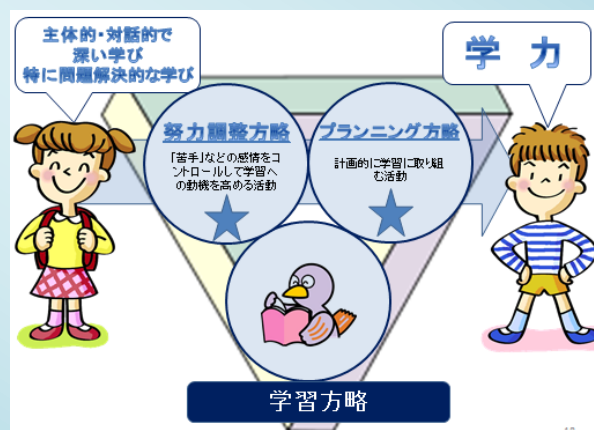 主体的・対話的で
深い学び
特に問題解決的な学び
学 力
努力調整方略
「苦手」などの感情をコ
ントロールして学習へ
の動機を高める活動
プランニング方略
計画的に学習に取り組
む活動
学習方略